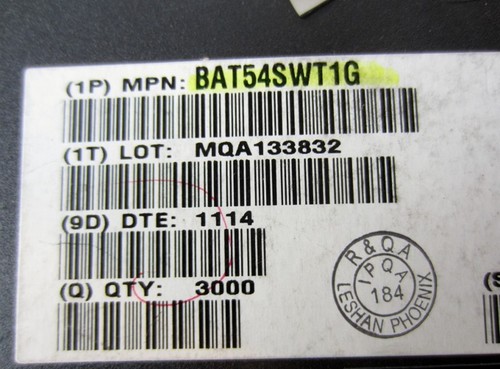 (1P) MPN: BAT54SWT1G
(1T) LOT: MQA133832
(9D) DTE: 1114
(Q) QTY: 3000
R & QA
IPQA
184
LESHAN PHOENIX
(S